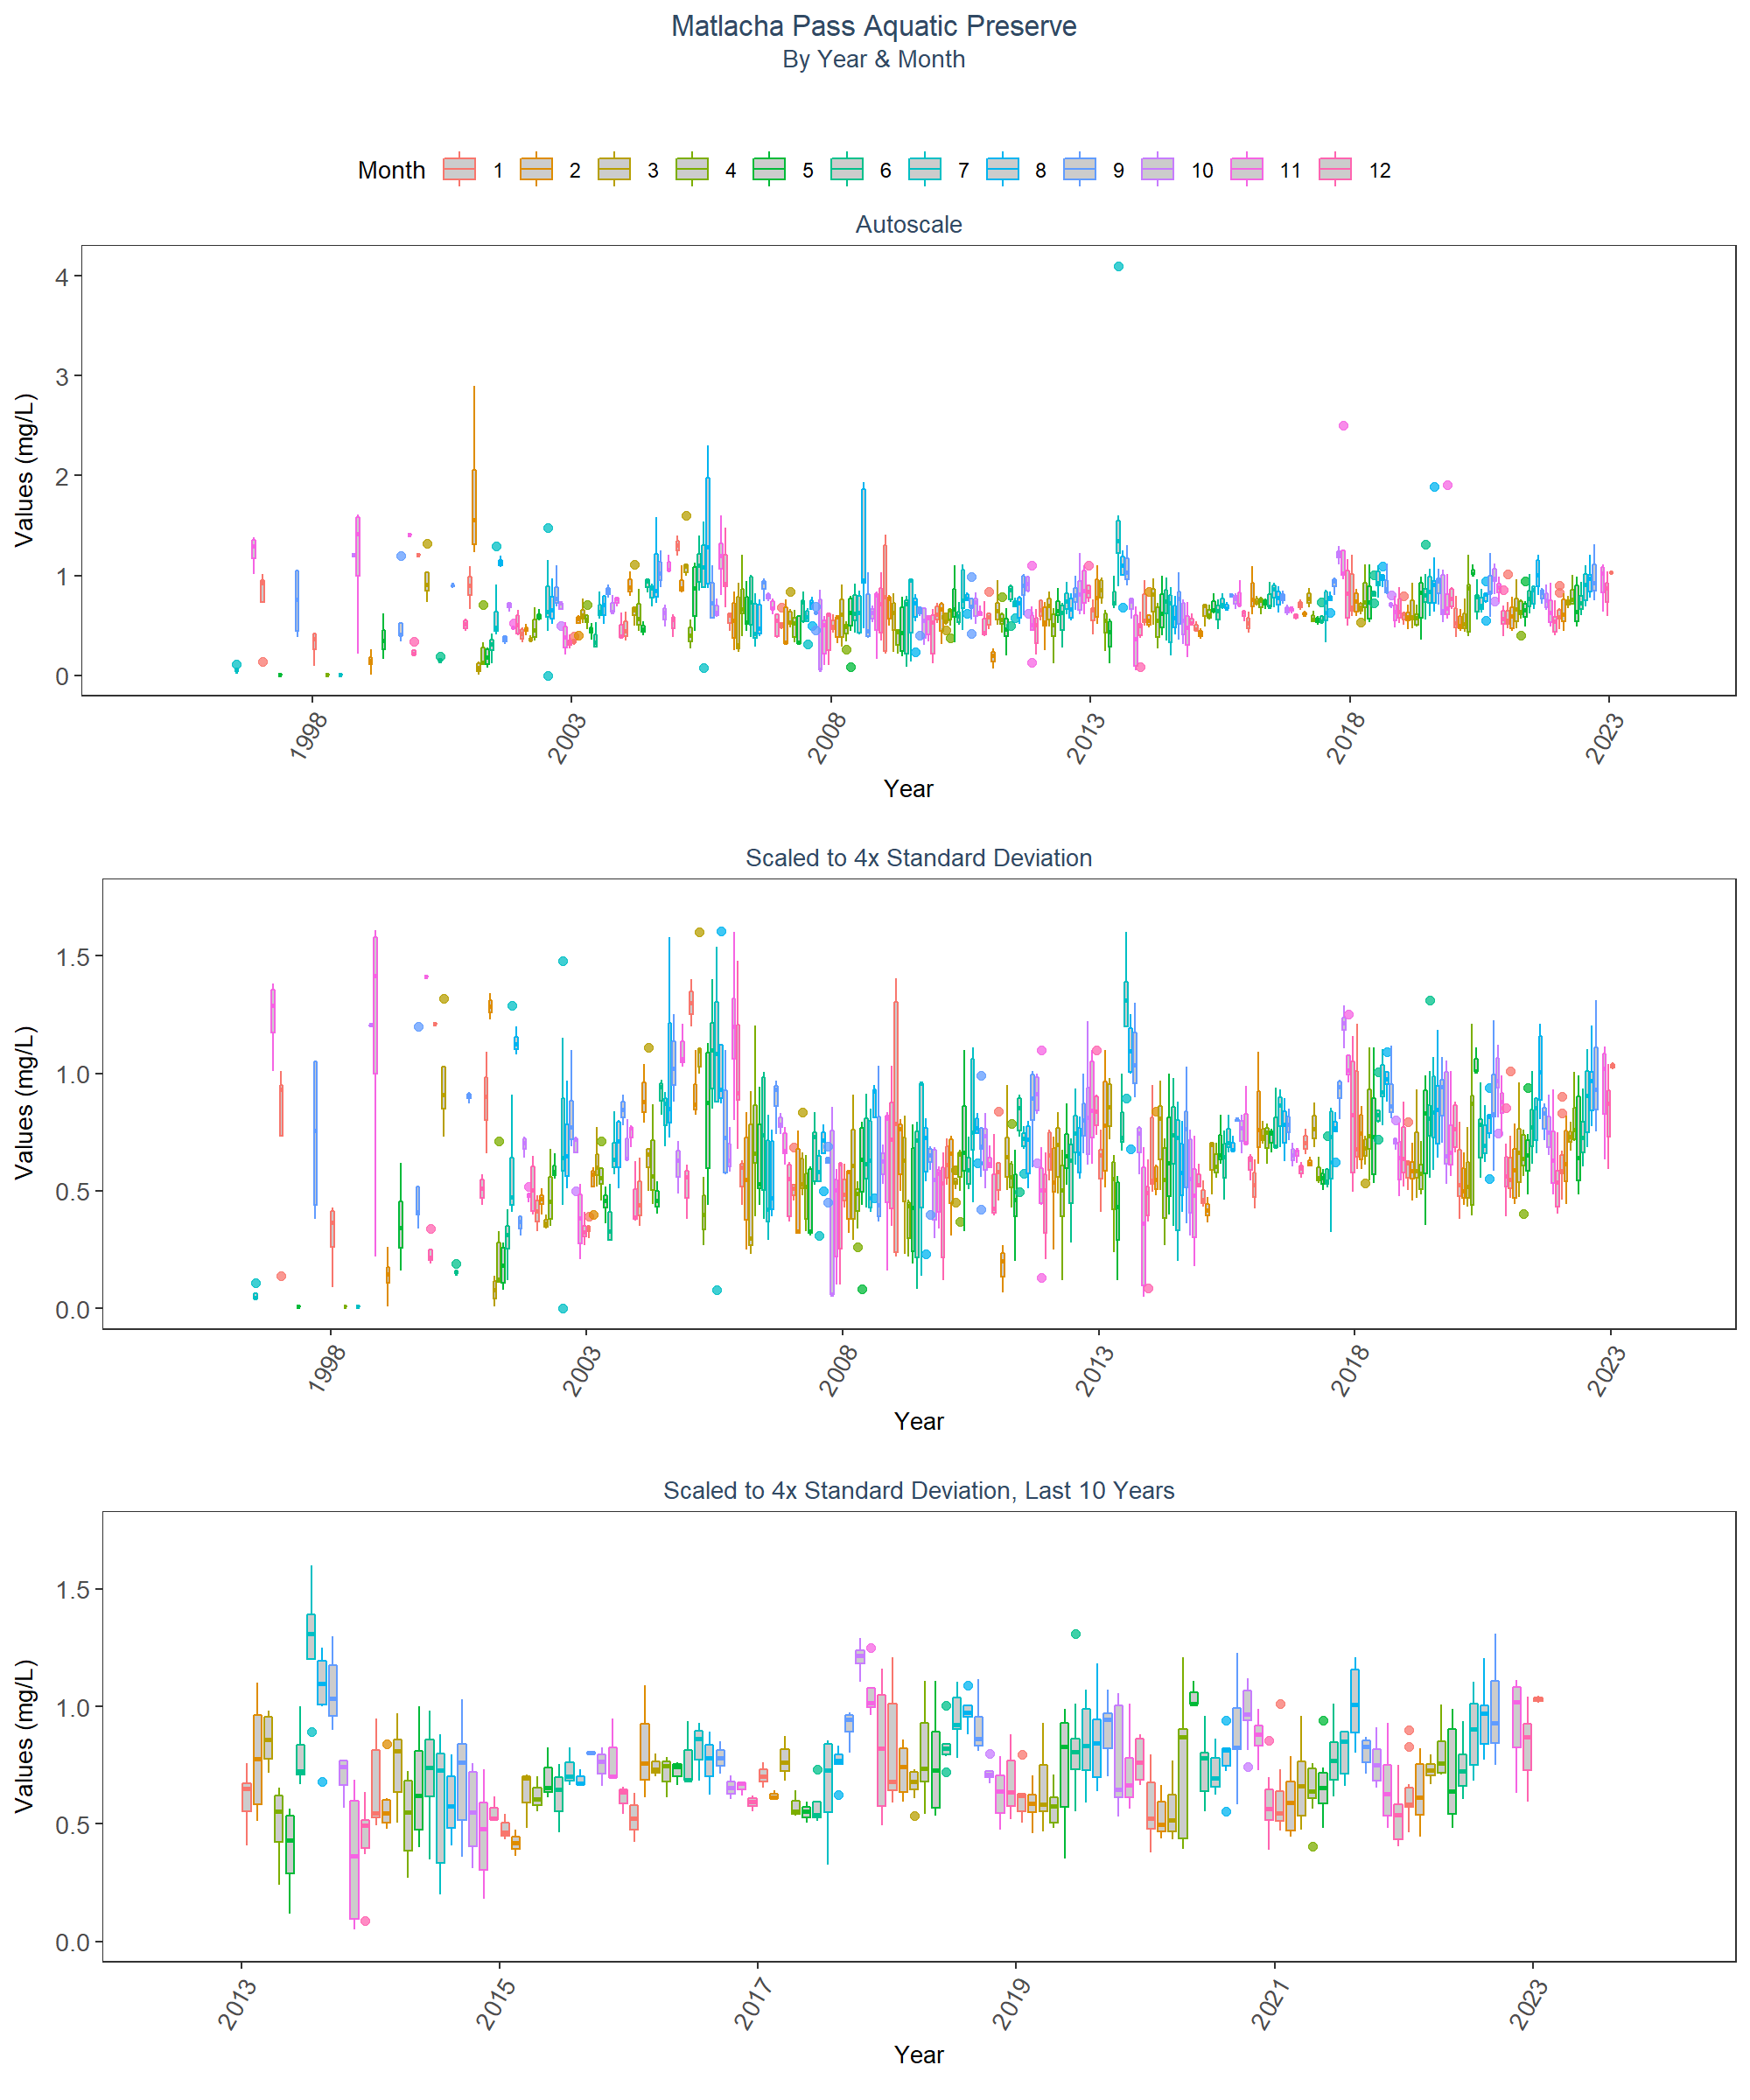 Matlacha Pass Aquatic Preserve
By Year & Month
Month 1 2 3 4 5 6 7 8 9 10 11 12
Autoscale
Values (mg/L)
4
3
2
1
0
1998 2003 2008 2013 2018 2023
Year
Scaled to 4x Standard Deviation
Values (mg/L)
1.5
1.0
0.5
0.0
1998 2003 2008 2013 2018 2023
Year
Scaled to 4x Standard Deviation, Last 10 Years
Values (mg/L)
1.5
1.0
0.5
0.0
2013 2015 2017 2019 2021 2023
Year